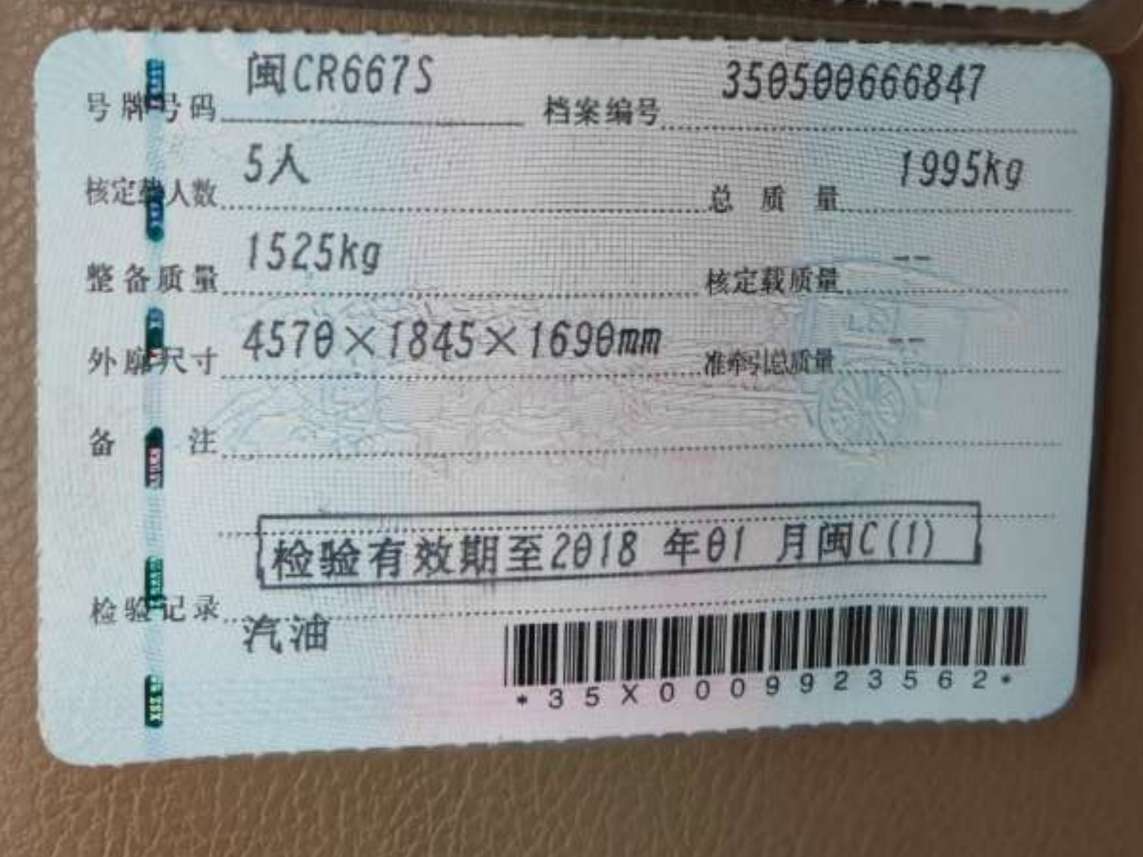 号牌号码 闽CR667S 档案编号 350500666847
核定载人数 5人 总质量 1995kg
整备质量 1525kg 核定载质量 --
外廓尺寸 4570×1845×1690mm 准牵引总质量 --
备注
检验有效期至2018 年01 月闽C(1)
检验记录
汽油
*35X0009923562*